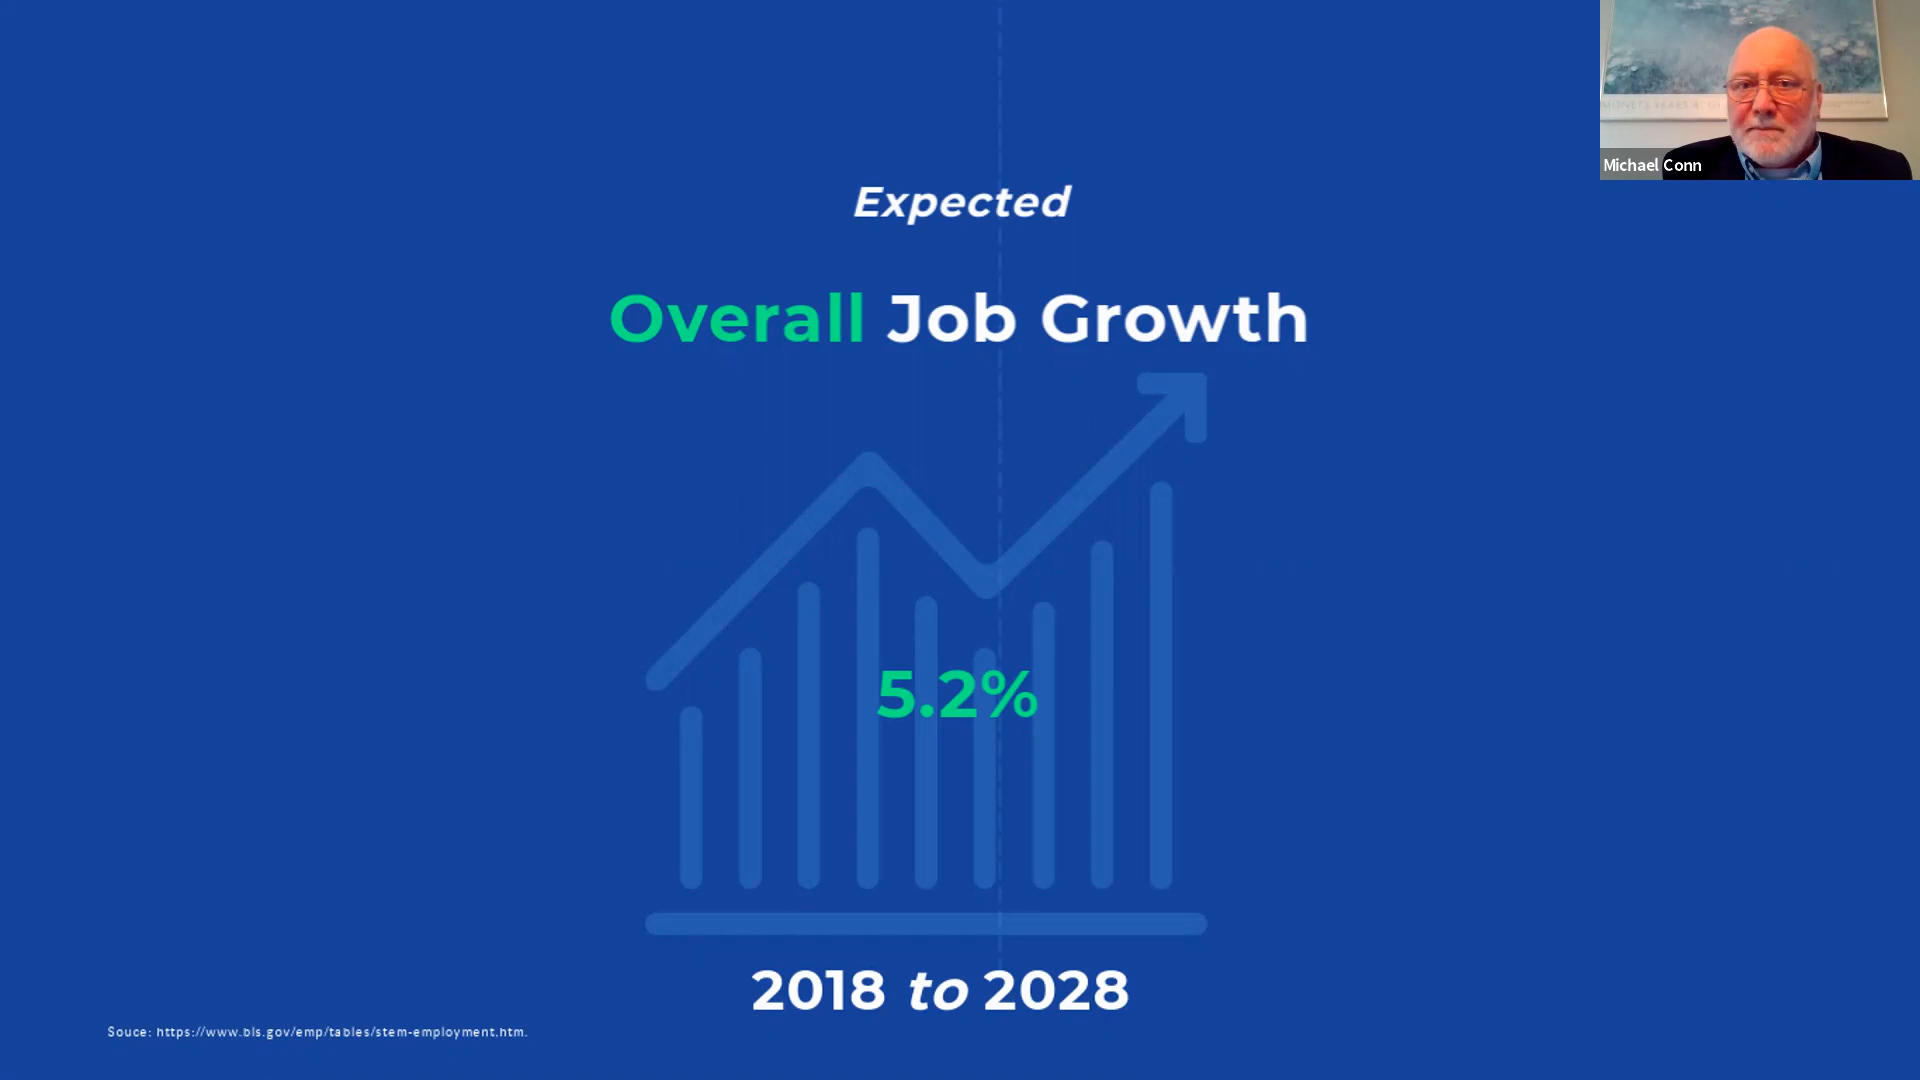 Michael Conn
Expected
Overall Job Growth
5.2%
2018 to 2028
Souce: https://www.bls.gov/emp/tables/stem-employment.htm.